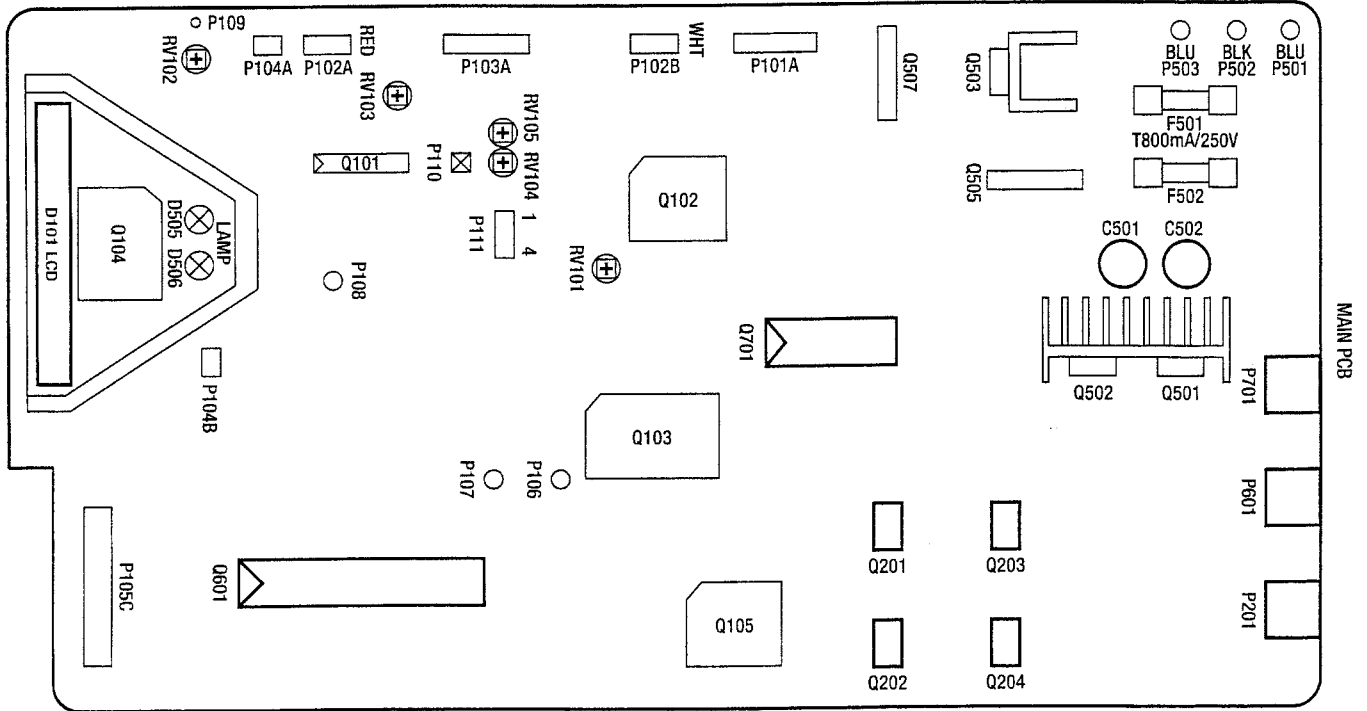 P109
RV102
P104A
RED
P102A
P103A
WHT
P102B
P101A
Q507
Q503
BLU
P503
BLK
P502
BLU
P501
F501
T800mA/250V
F502
RV103
RV105
RV104
P110
Q101
Q102
Q505
C501
C502
D101 LCD
Q104
D505
D506
LAMP
P111
1
4
RV101
P108
Q701
Q502
Q501
MAIN PCB
P701
P104B
Q103
P107
P106
P601
Q201
Q203
P105C
Q601
Q105
Q202
Q204
P201